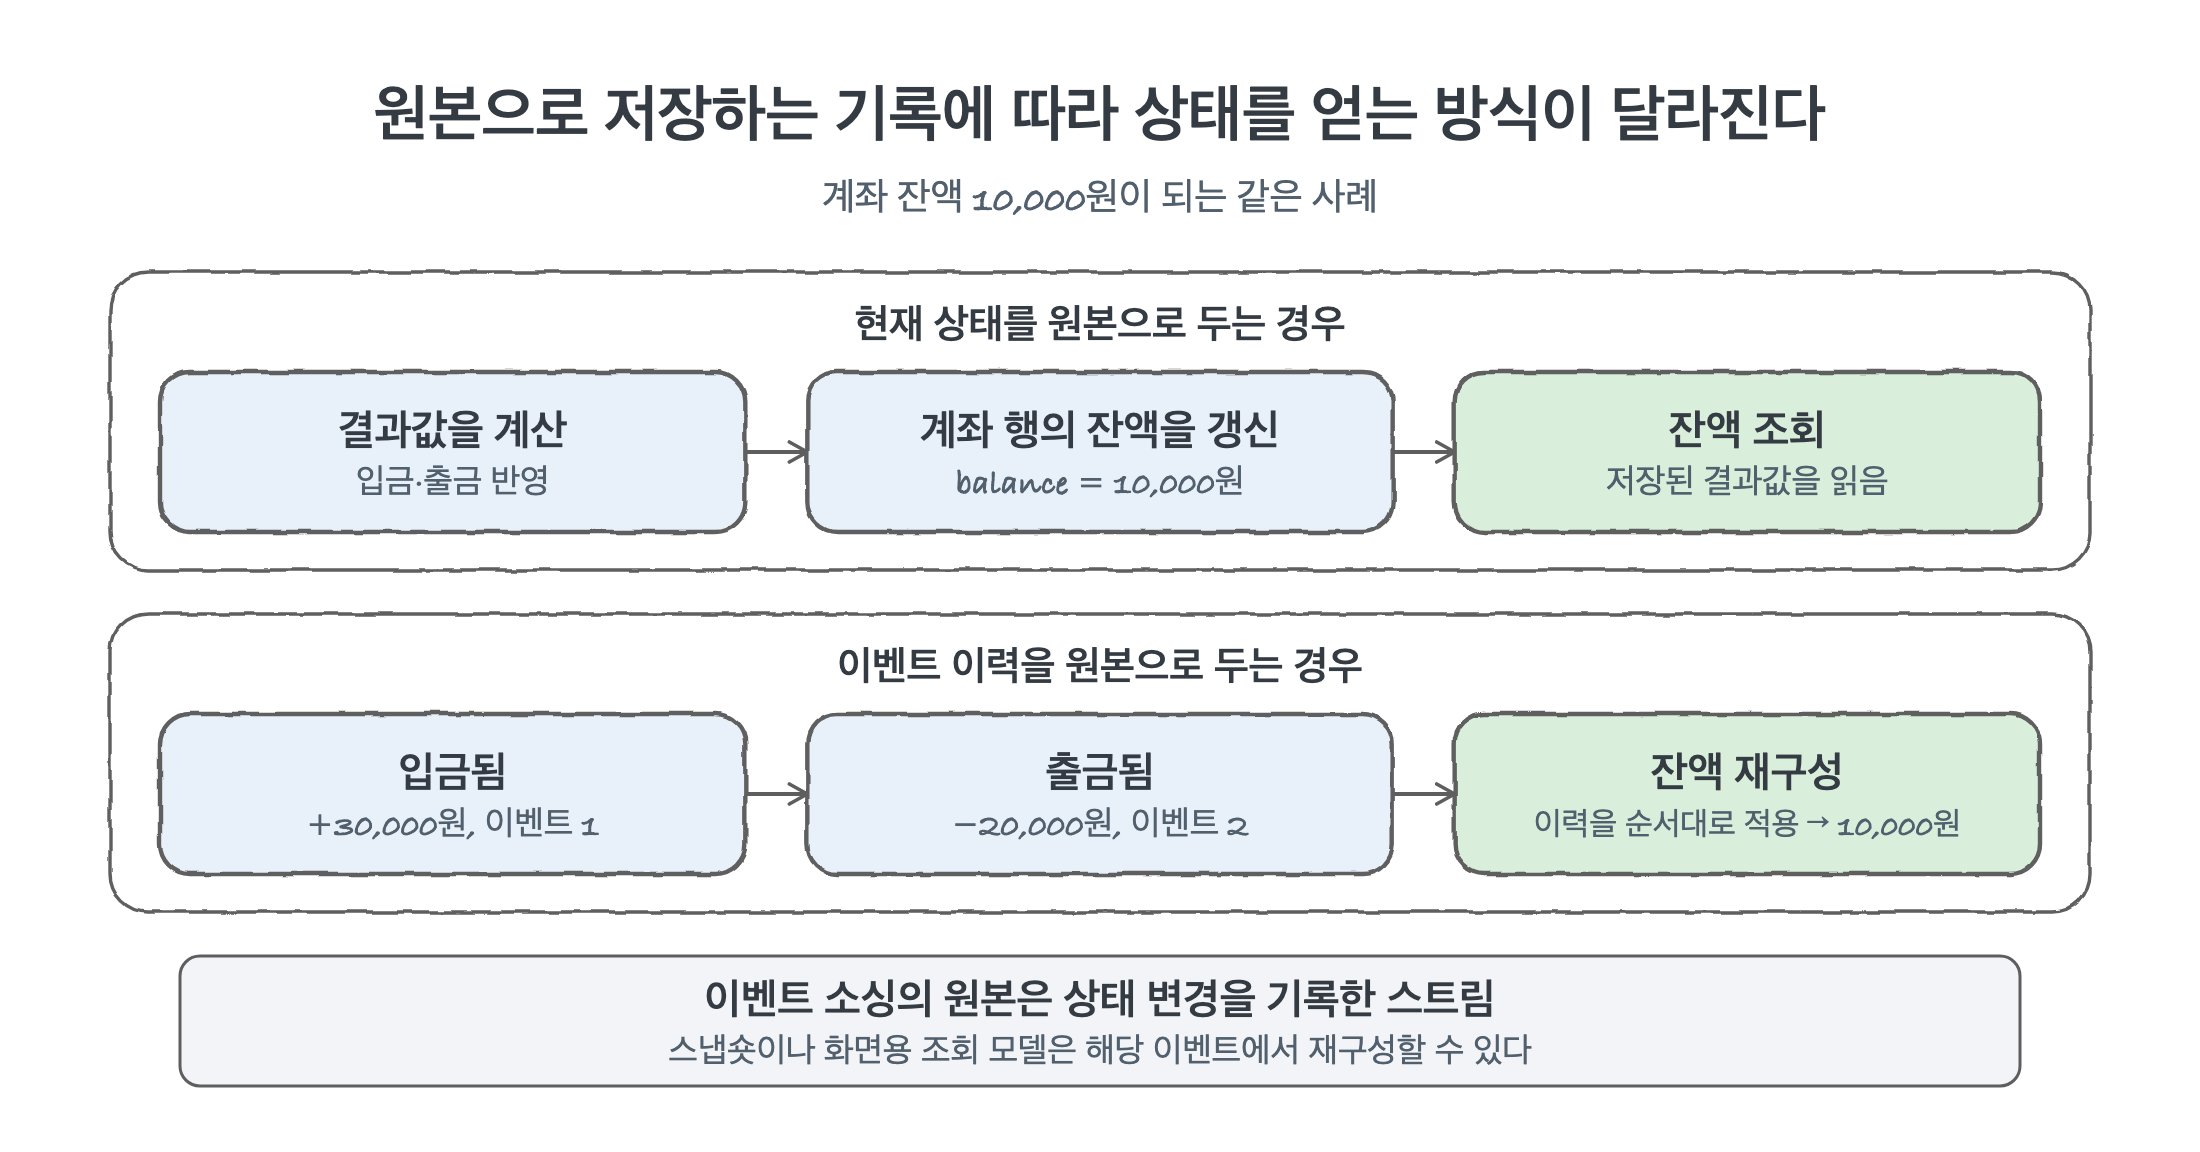 원본으로 저장하는 기록에 따라 상태를 얻는 방식이 달라진다
계좌 잔액 10,000원이 되는 같은 사례
현재 상태를 원본으로 두는 경우
결과값을 계산
입금·출금 반영
계좌 행의 잔액을 갱신
balance = 10,000원
잔액 조회
저장된 결과값을 읽음
이벤트 이력을 원본으로 두는 경우
입금됨
+30,000원, 이벤트 1
출금됨
−20,000원, 이벤트 2
잔액 재구성
이력을 순서대로 적용 → 10,000원
이벤트 소싱의 원본은 상태 변경을 기록한 스트림
스냅숏이나 화면용 조회 모델은 해당 이벤트에서 재구성할 수 있다